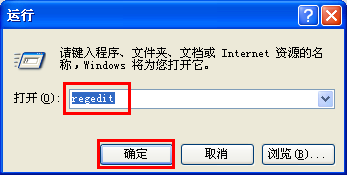 运行
请键入程序、文件夹、文档或 Internet 资源的名
称，Windows 将为您打开它。
打开(O): regedit
确定 取消 浏览(B)...